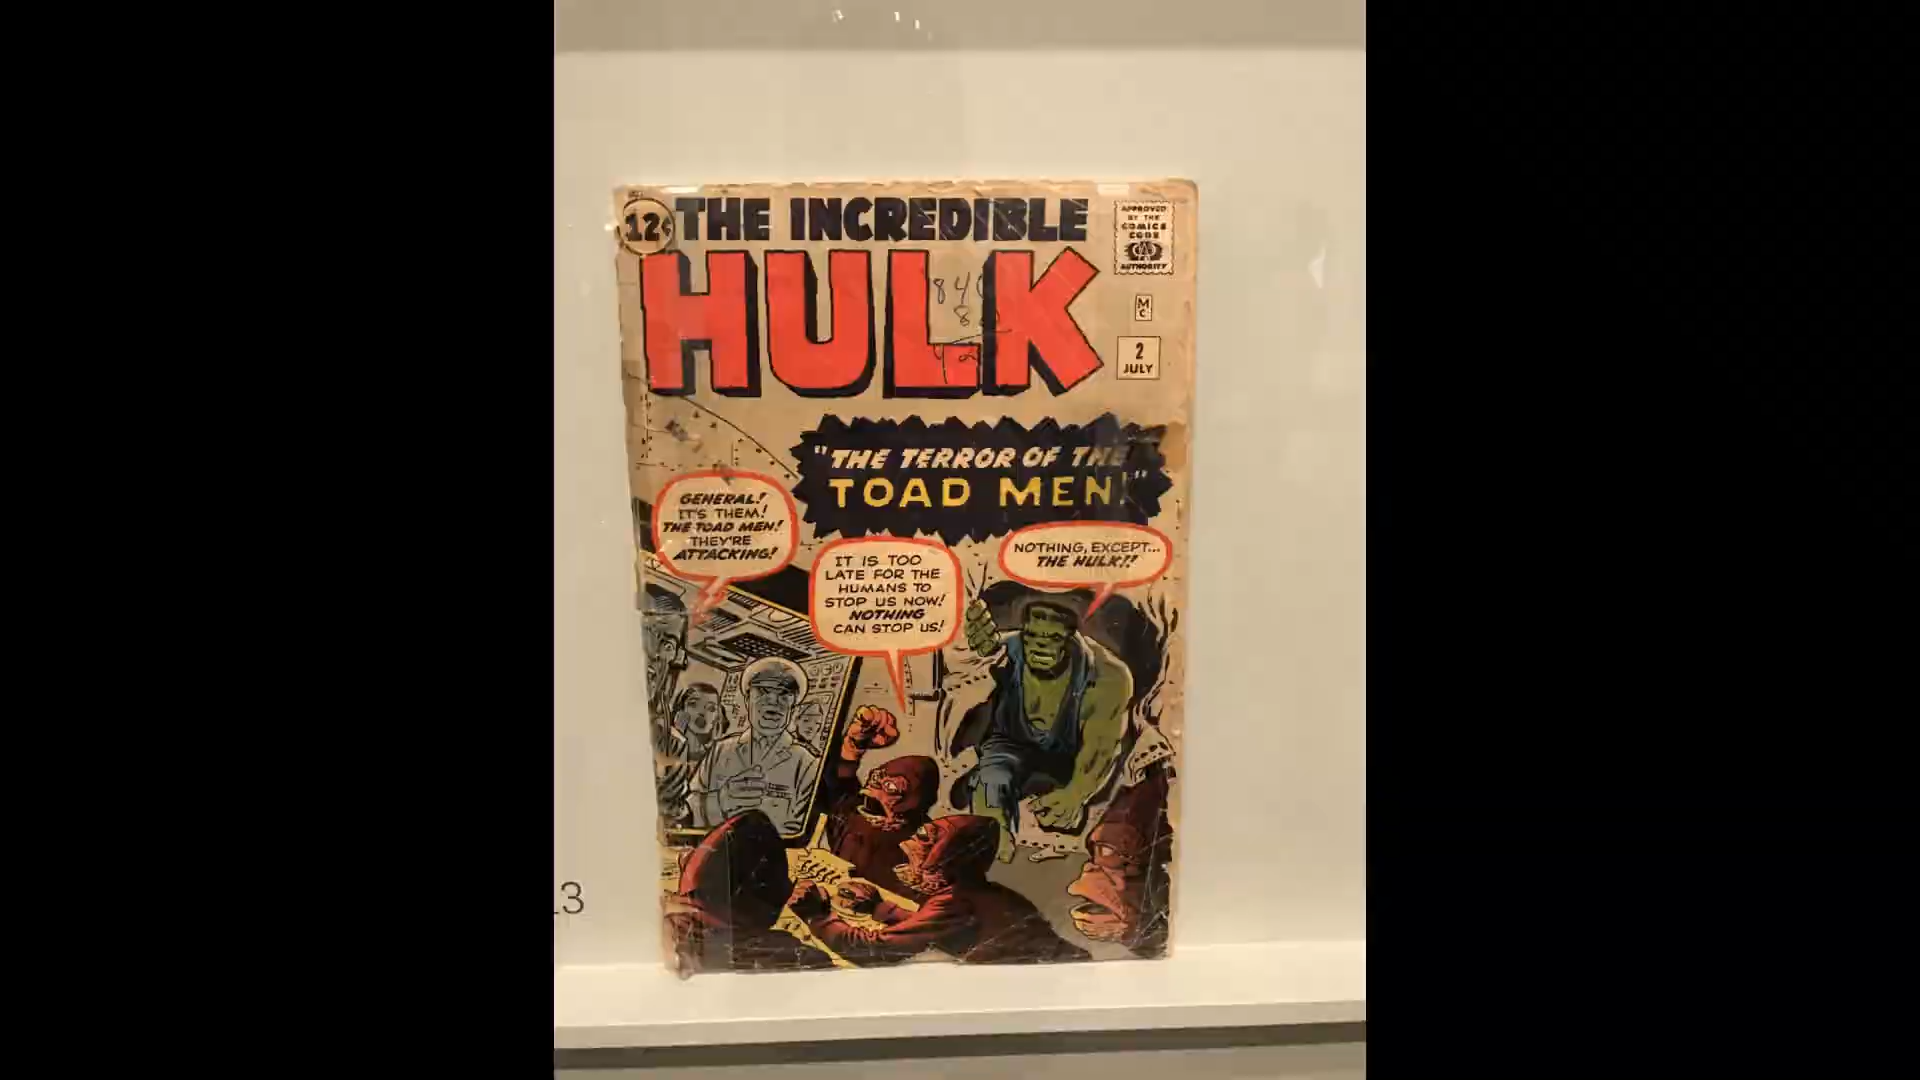 12¢
THE INCREDIBLE
HULK
APPROVED
BY THE
COMICS
CODE
AUTHORITY
MC
2
JULY
"THE TERROR OF THE
TOAD MEN!"
GENERAL!
IT'S THEM!
THE TOAD MEN!
THEY'RE
ATTACKING!
IT IS TOO
LATE FOR THE
HUMANS TO
STOP US NOW!
NOTHING
CAN STOP US!
NOTHING, EXCEPT...
THE HULK!!